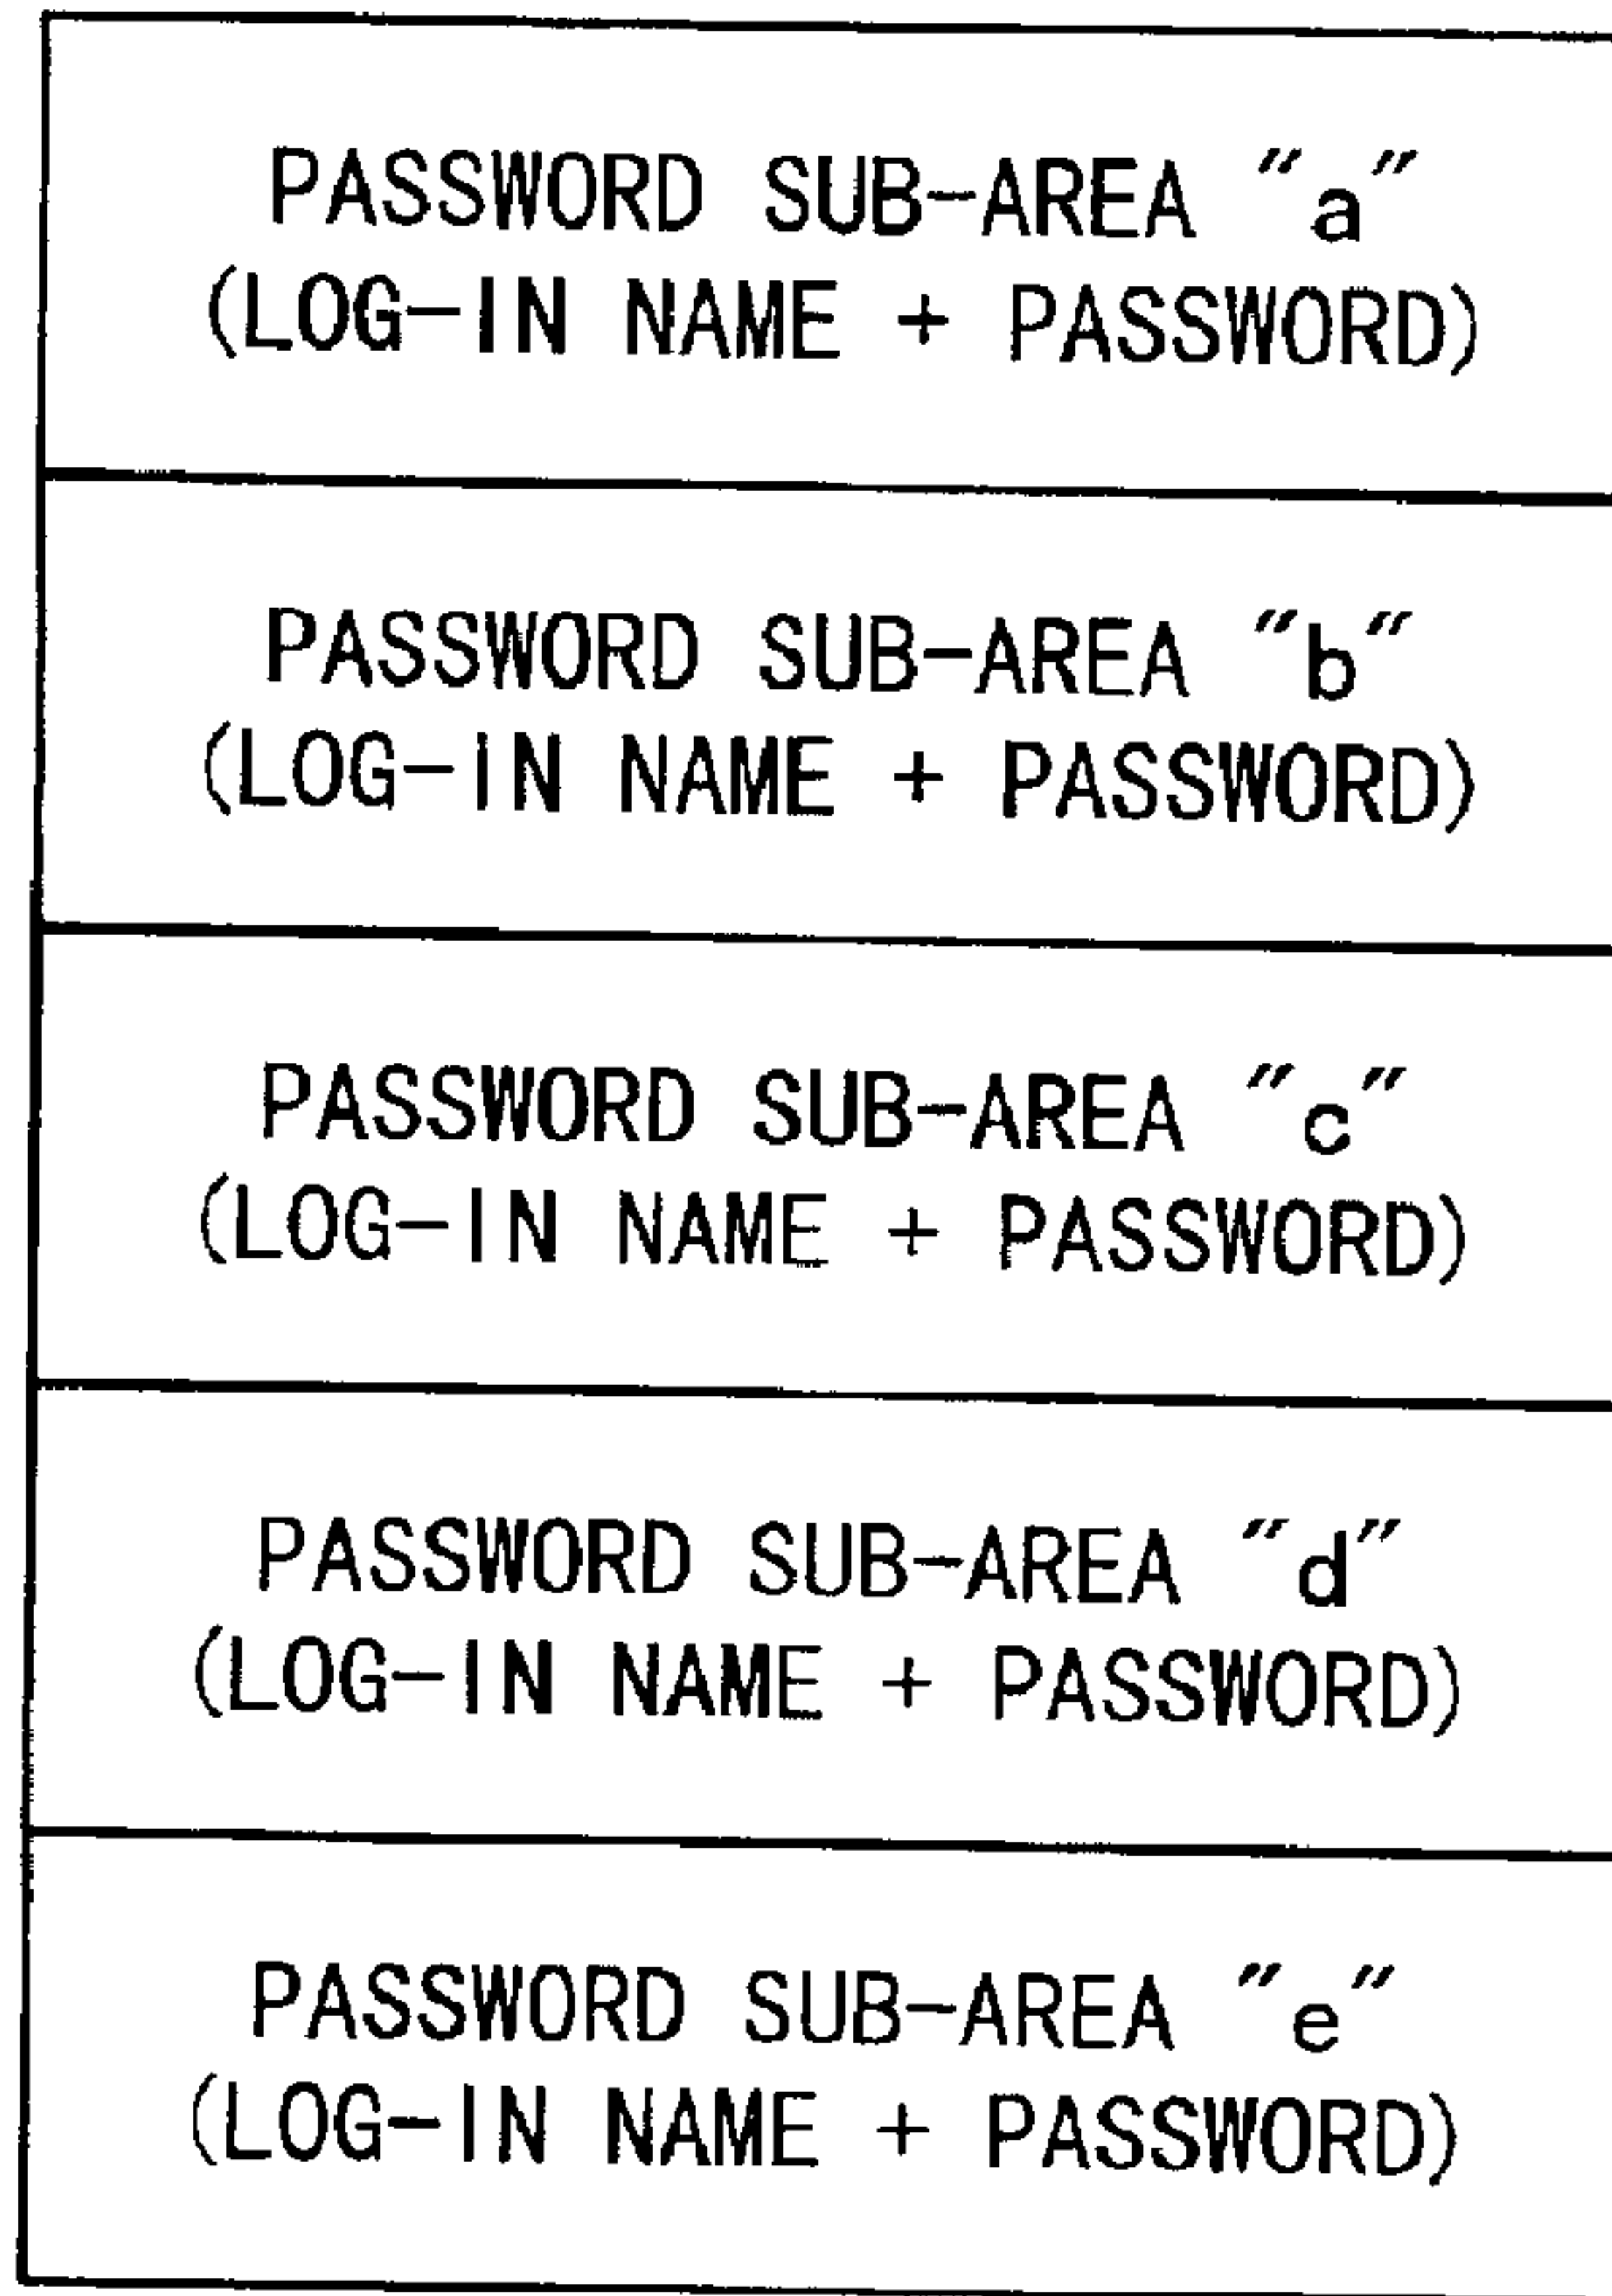 PASSWORD SUB-AREA "a"
(LOG-IN NAME + PASSWORD)
PASSWORD SUB-AREA "b"
(LOG-IN NAME + PASSWORD)
PASSWORD SUB-AREA "c"
(LOG-IN NAME + PASSWORD)
PASSWORD SUB-AREA "d"
(LOG-IN NAME + PASSWORD)
PASSWORD SUB-AREA "e"
(LOG-IN NAME + PASSWORD)